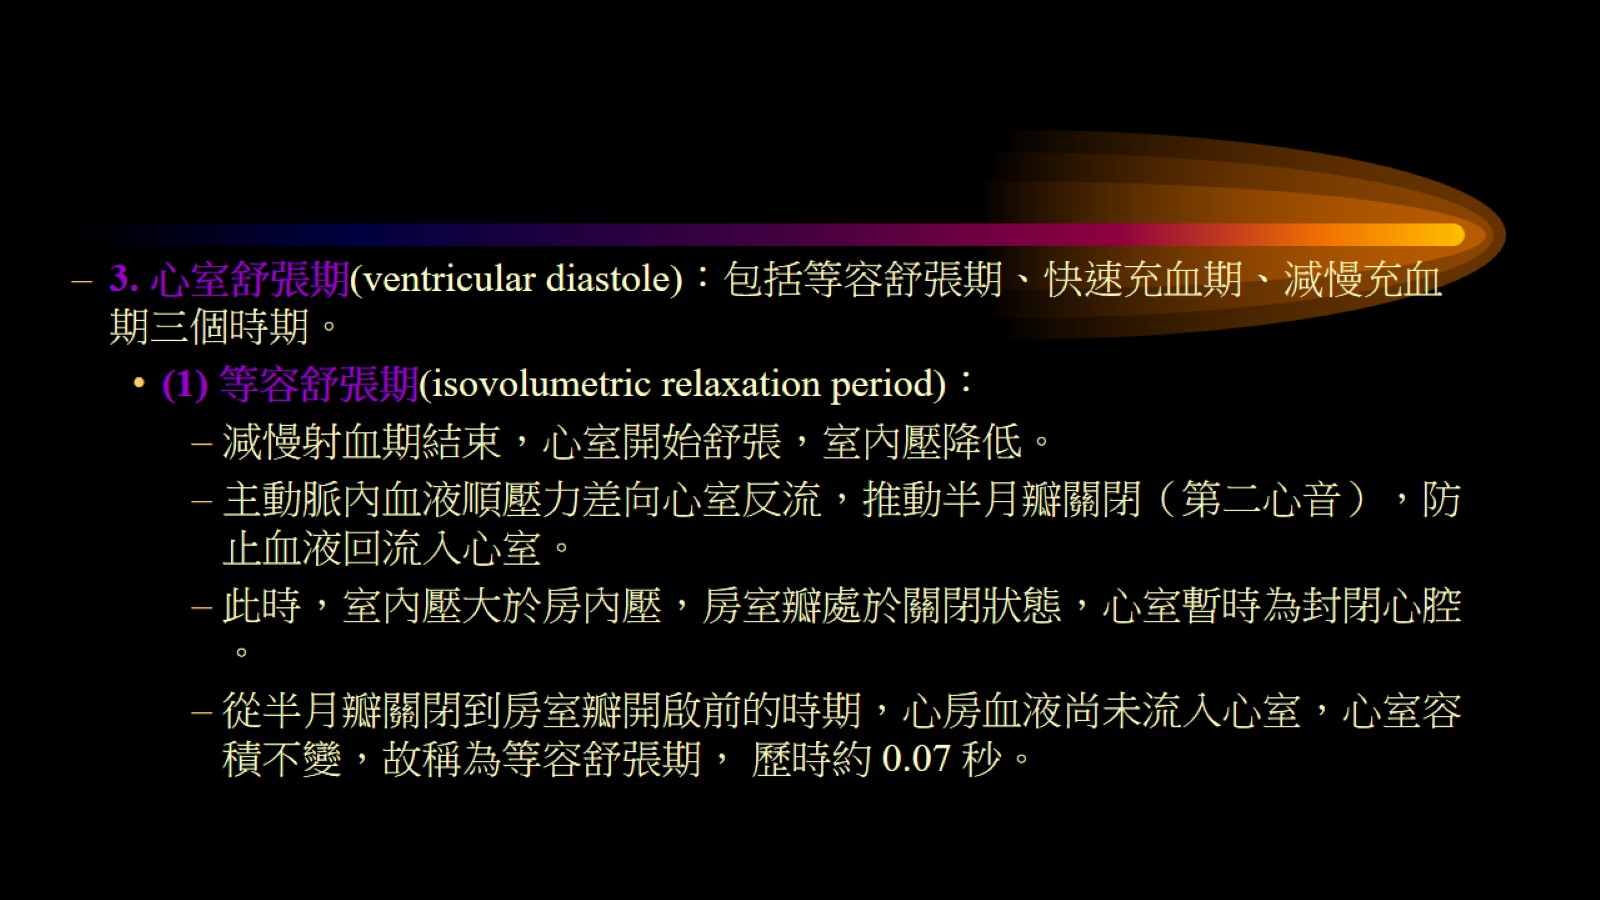 – 3. 心室舒張期(ventricular diastole)：包括等容舒張期、快速充血期、減慢充血
期三個時期。
• (1) 等容舒張期(isovolumetric relaxation period)：
– 減慢射血期結束，心室開始舒張，室內壓降低。
– 主動脈內血液順壓力差向心室反流，推動半月瓣關閉（第二心音），防
止血液回流入心室。
– 此時，室內壓大於房內壓，房室瓣處於關閉狀態，心室暫時為封閉心腔
。
– 從半月瓣關閉到房室瓣開啟前的時期，心房血液尚未流入心室，心室容
積不變，故稱為等容舒張期， 歷時約 0.07 秒。